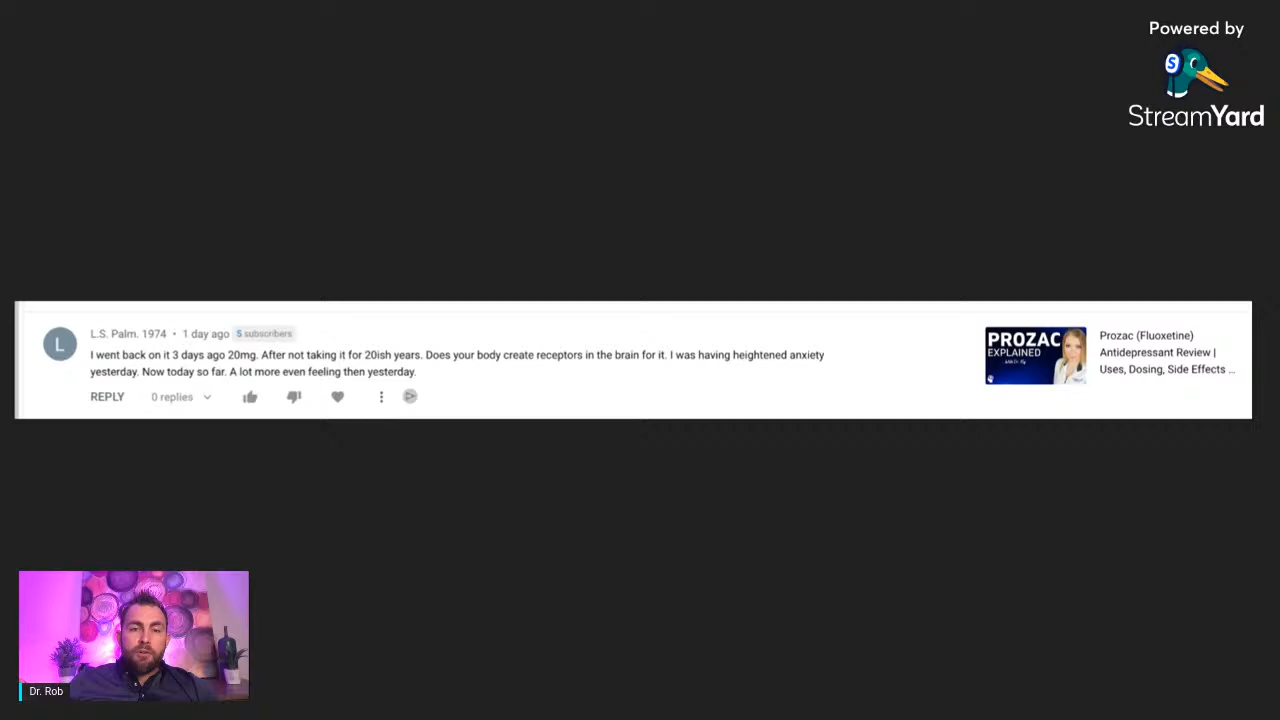 Powered by
S
StreamYard
L
L.S. Palm. 1974 • 1 day ago 5 subscribers
I went back on it 3 days ago 20mg. After not taking it for 20ish years. Does your body create receptors in the brain for it. I was having heightened anxiety
yesterday. Now today so far. A lot more even feeling then yesterday.
REPLY 0 replies
PROZAC
EXPLAINED
Prozac (Fluoxetine)
Antidepressant Review |
Uses, Dosing, Side Effects ...
Dr. Rob